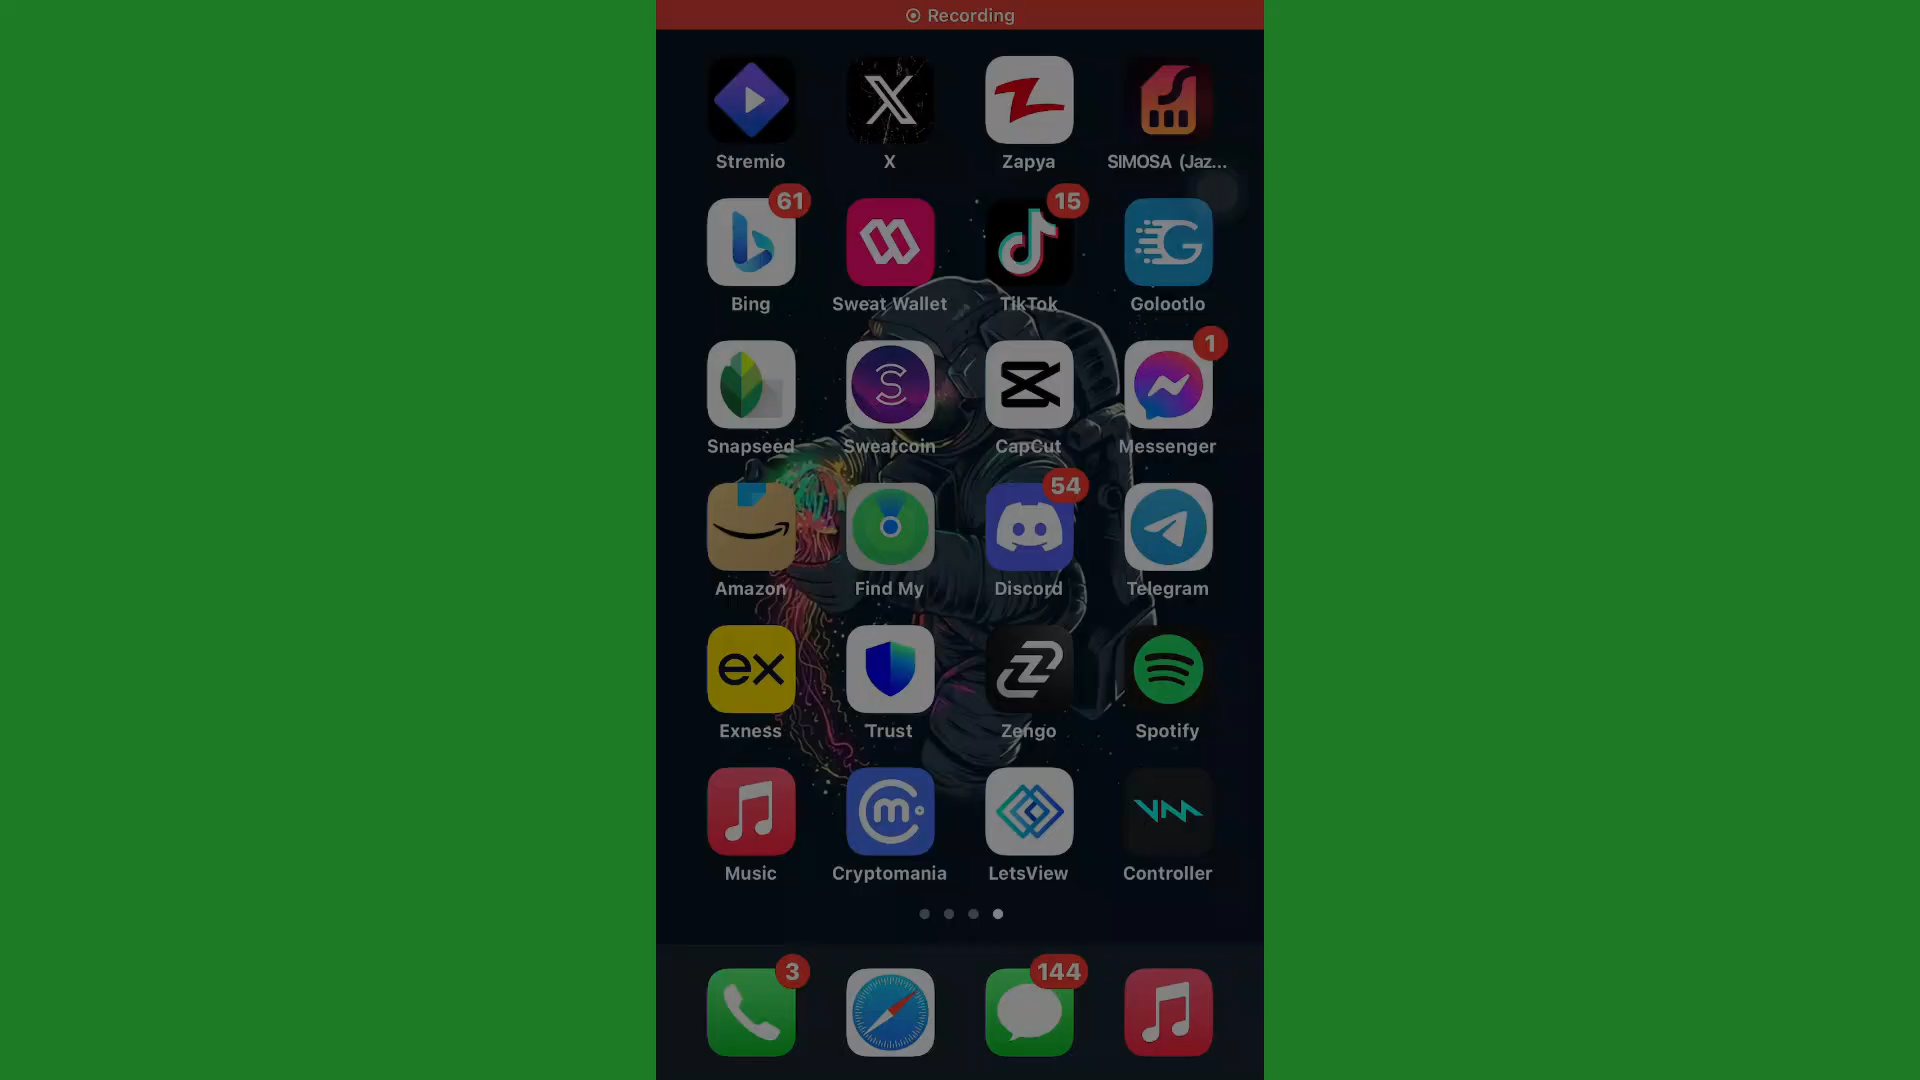 Recording
Stremio X Zapya SIMOSA (Jaz...
61 15
Bing Sweat Wallet TikTok Golootlo
1
Snapseed Sweatcoin CapCut Messenger
54
Amazon Find My Discord Telegram
ex
Exness Trust Zengo Spotify
Music Cryptomania LetsView Controller
3 144